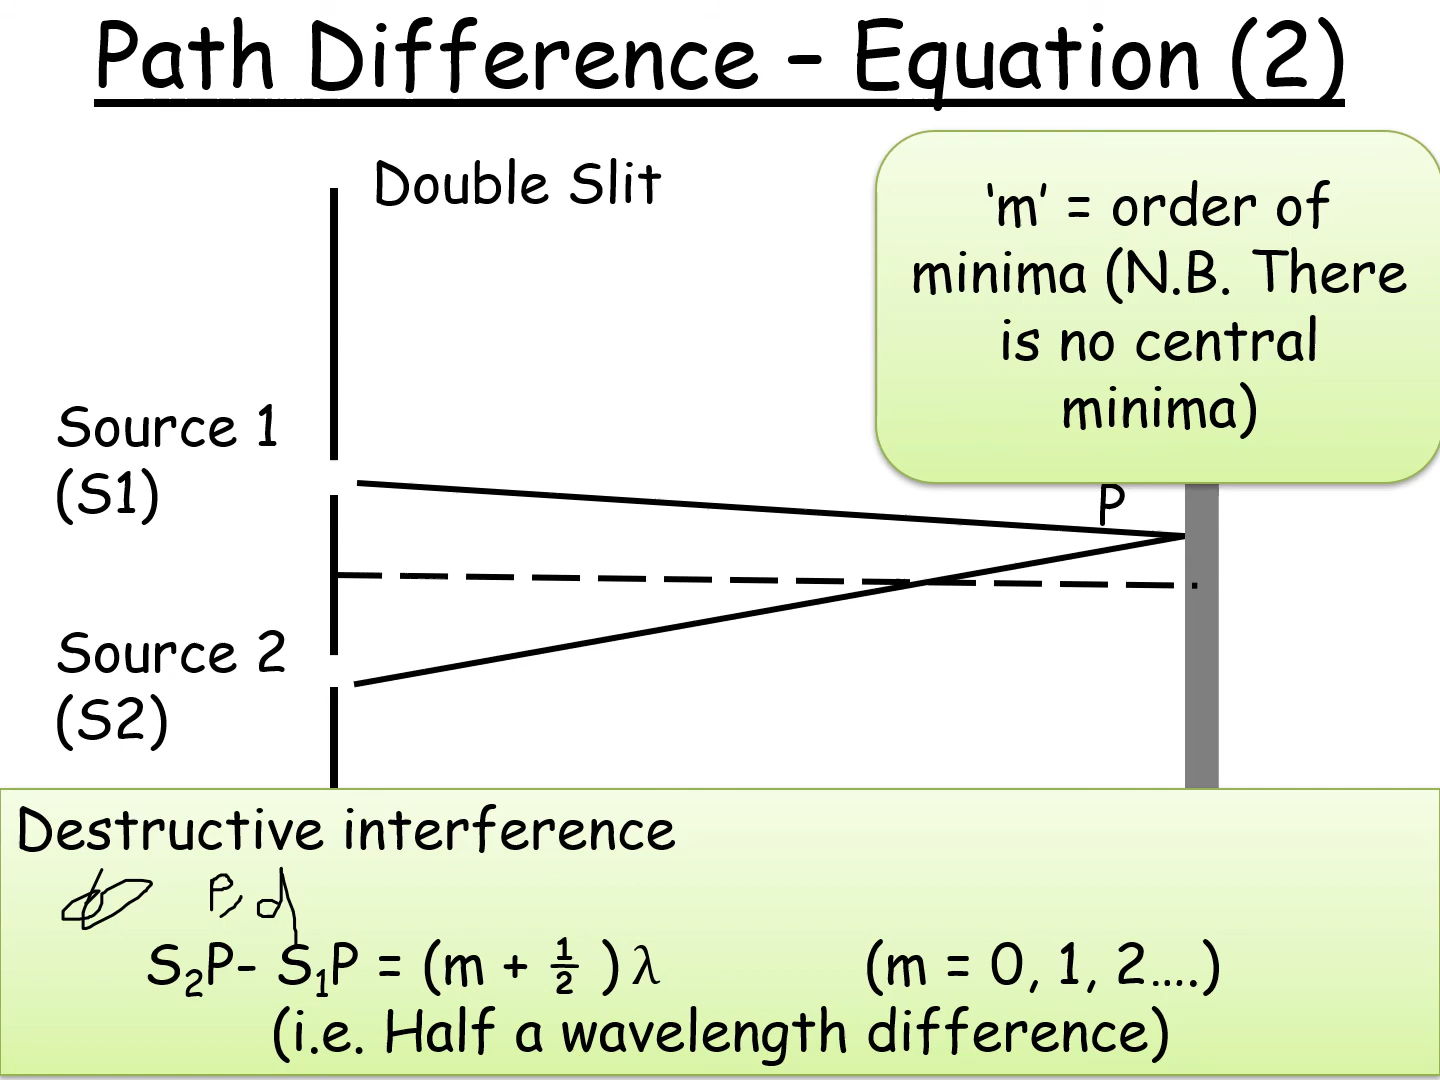 Path Difference – Equation (2)
Double Slit
‘m’ = order of
minima (N.B. There
is no central
minima)
Source 1
(S1)
P
Source 2
(S2)
Destructive interference
S₂P- S₁P = (m + ½ ) λ (m = 0, 1, 2….)
(i.e. Half a wavelength difference)